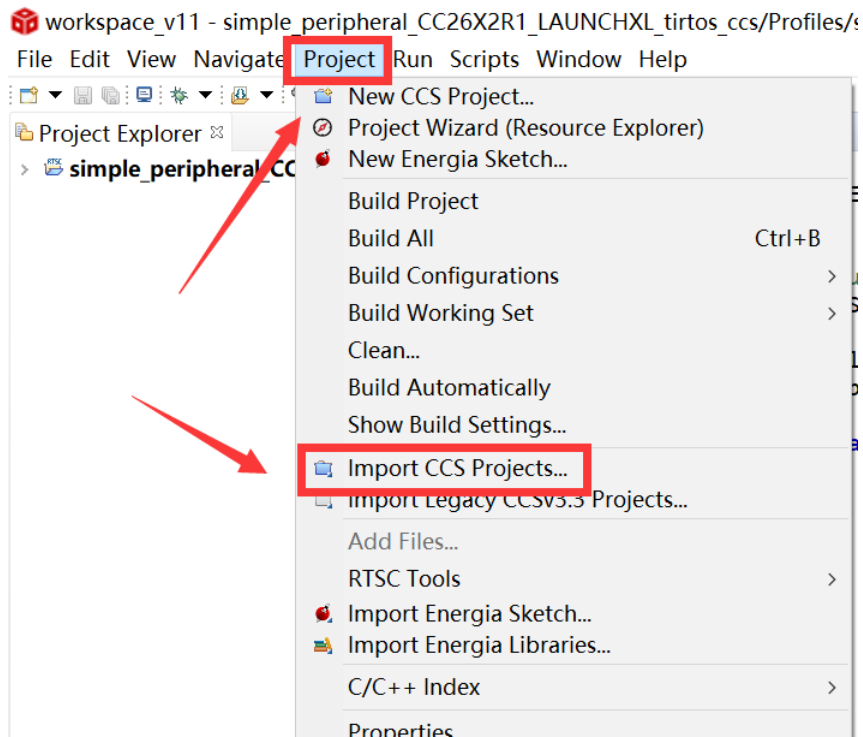 workspace_v11 - simple_peripheral_CC26X2R1_LAUNCHXL_tirtos_ccs/Profiles/s
File Edit View Navigate Project Run Scripts Window Help
Project Explorer
simple_peripheral_CC
New CCS Project...
Project Wizard (Resource Explorer)
New Energia Sketch...
Build Project
Build All Ctrl+B
Build Configurations
Build Working Set
Clean...
Build Automatically
Show Build Settings...
Import CCS Projects...
Import Legacy CCSv3.3 Projects...
Add Files...
RTSC Tools
Import Energia Sketch...
Import Energia Libraries...
C/C++ Index
Properties